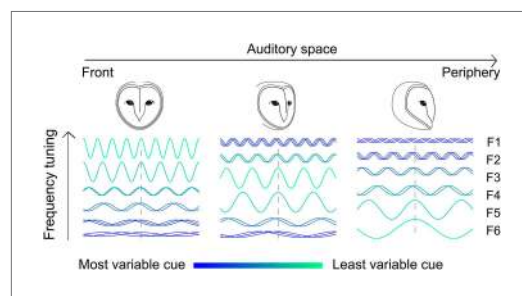 Auditory space
Front
Periphery
Frequency tuning
F1
F2
F3
F4
F5
F6
Most variable cue
Least variable cue